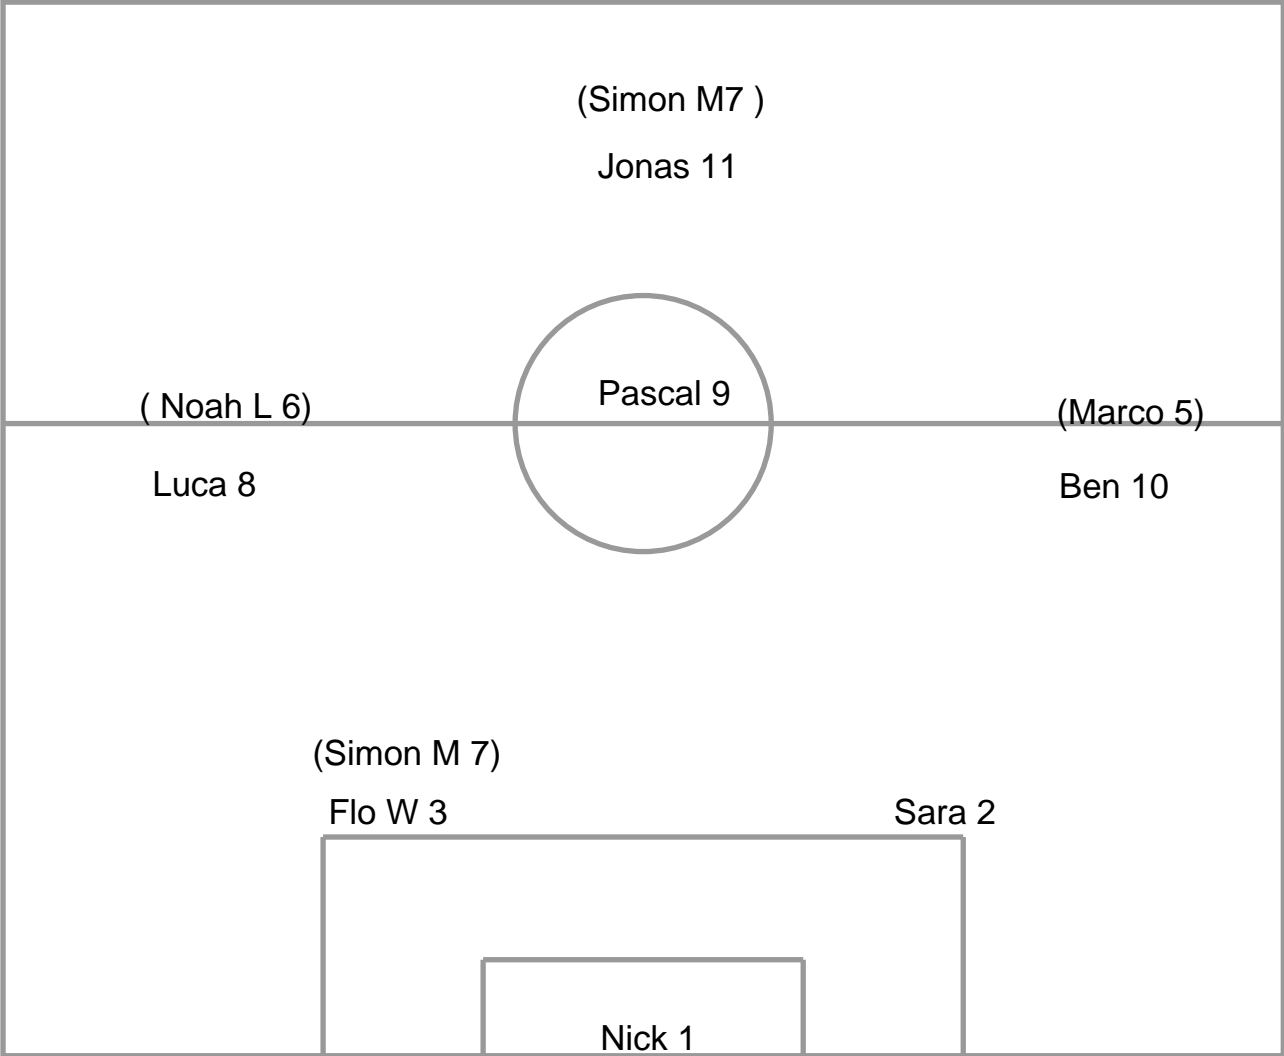 (Simon M7 )
Jonas 11
Pascal 9
( Noah L 6)
(Marco 5)
Luca 8
Ben 10
(Simon M 7)
Flo W 3
Sara 2
Nick 1